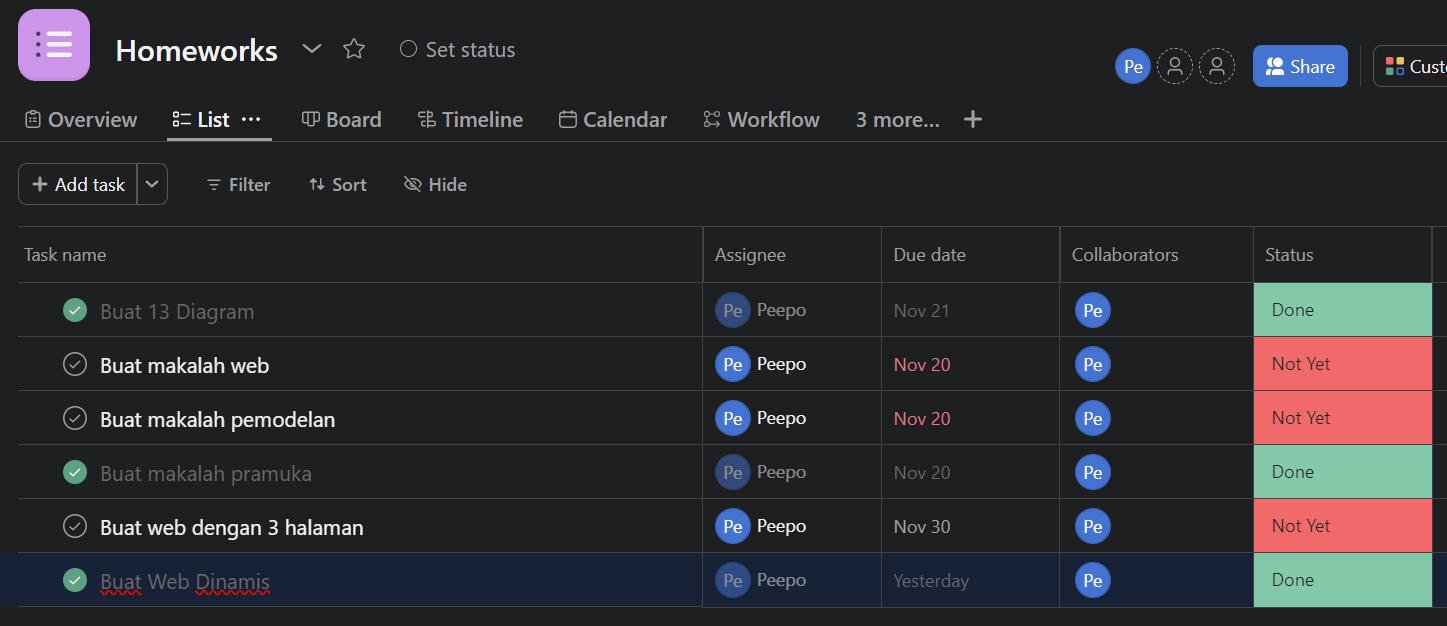 Homeworks Set status
Pe Share Custo
Overview List Board Timeline Calendar Workflow 3 more...
Add task Filter Sort Hide
Task name Assignee Due date Collaborators Status
Buat 13 Diagram Pe Peepo Nov 21 Pe Done
Buat makalah web Pe Peepo Nov 20 Pe Not Yet
Buat makalah pemodelan Pe Peepo Nov 20 Pe Not Yet
Buat makalah pramuka Pe Peepo Nov 20 Pe Done
Buat web dengan 3 halaman Pe Peepo Nov 30 Pe Not Yet
Buat Web Dinamis Pe Peepo Yesterday Pe Done